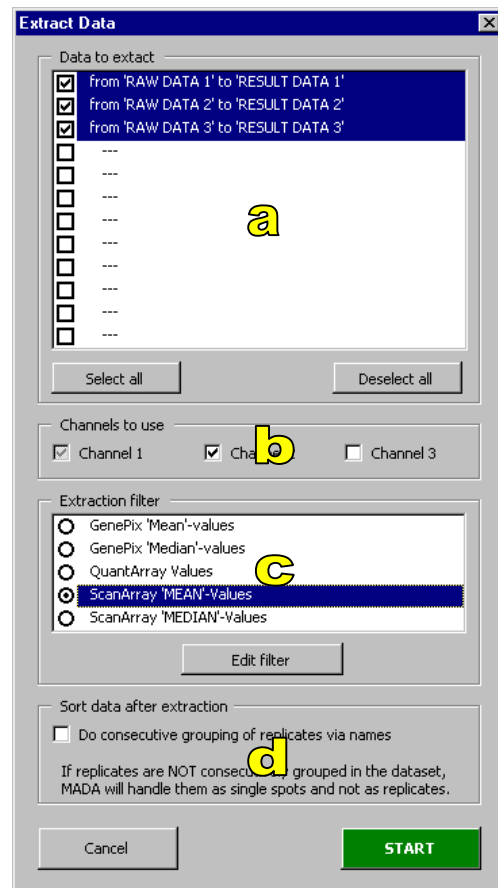 Extract Data
Data to extact
from 'RAW DATA 1' to 'RESULT DATA 1'
from 'RAW DATA 2' to 'RESULT DATA 2'
from 'RAW DATA 3' to 'RESULT DATA 3'
---
---
---
---
---
---
---
---
---
a
Select all Deselect all
Channels to use
b
Channel 1 Channel Channel 3
Extraction filter
GenePix 'Mean'-values
GenePix 'Median'-values
QuantArray Values
c
ScanArray 'MEAN'-Values
ScanArray 'MEDIAN'-Values
Edit filter
Sort data after extraction
Do consecutive grouping of replicates via names
d
If replicates are NOT consecutively grouped in the dataset,
MADA will handle them as single spots and not as replicates.
Cancel START